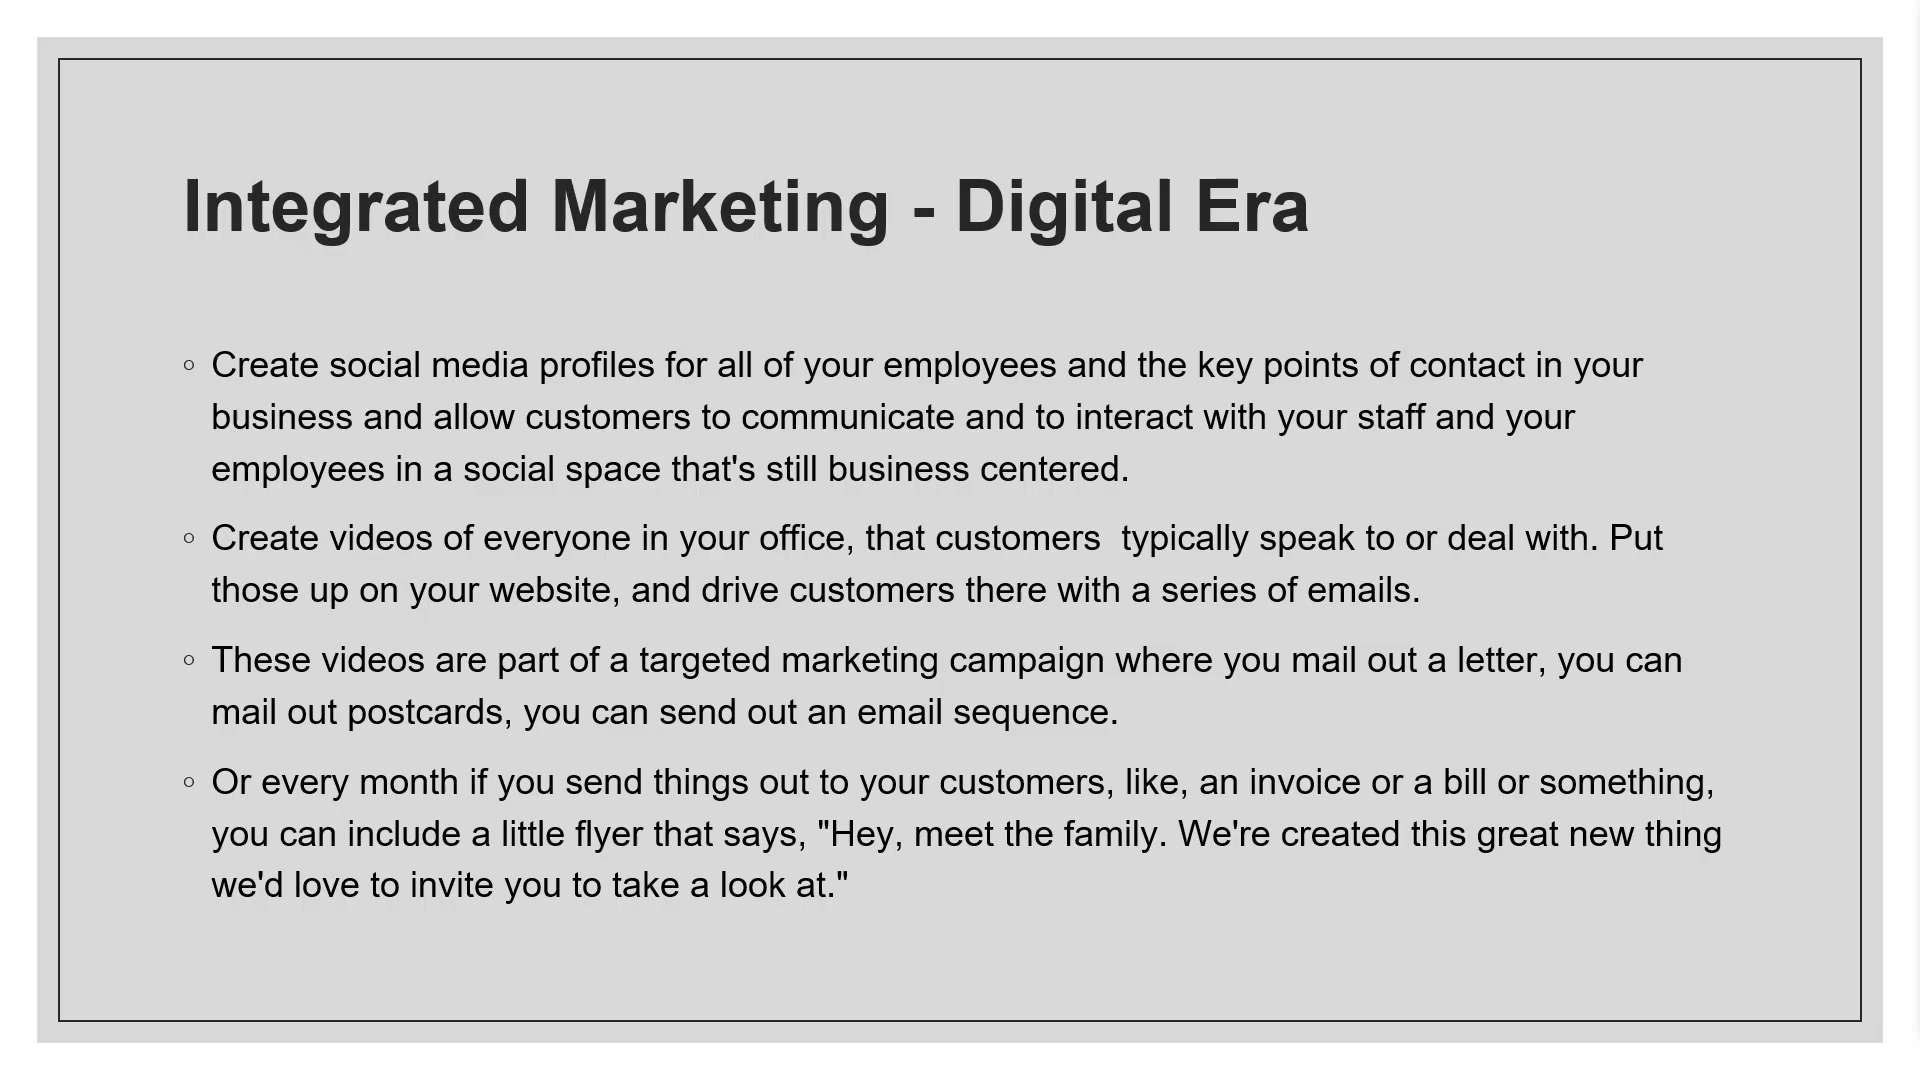 Integrated Marketing - Digital Era
◦ Create social media profiles for all of your employees and the key points of contact in your
business and allow customers to communicate and to interact with your staff and your
employees in a social space that's still business centered.
◦ Create videos of everyone in your office, that customers  typically speak to or deal with. Put
those up on your website, and drive customers there with a series of emails.
◦ These videos are part of a targeted marketing campaign where you mail out a letter, you can
mail out postcards, you can send out an email sequence.
◦ Or every month if you send things out to your customers, like, an invoice or a bill or something,
you can include a little flyer that says, "Hey, meet the family. We're created this great new thing
we'd love to invite you to take a look at."